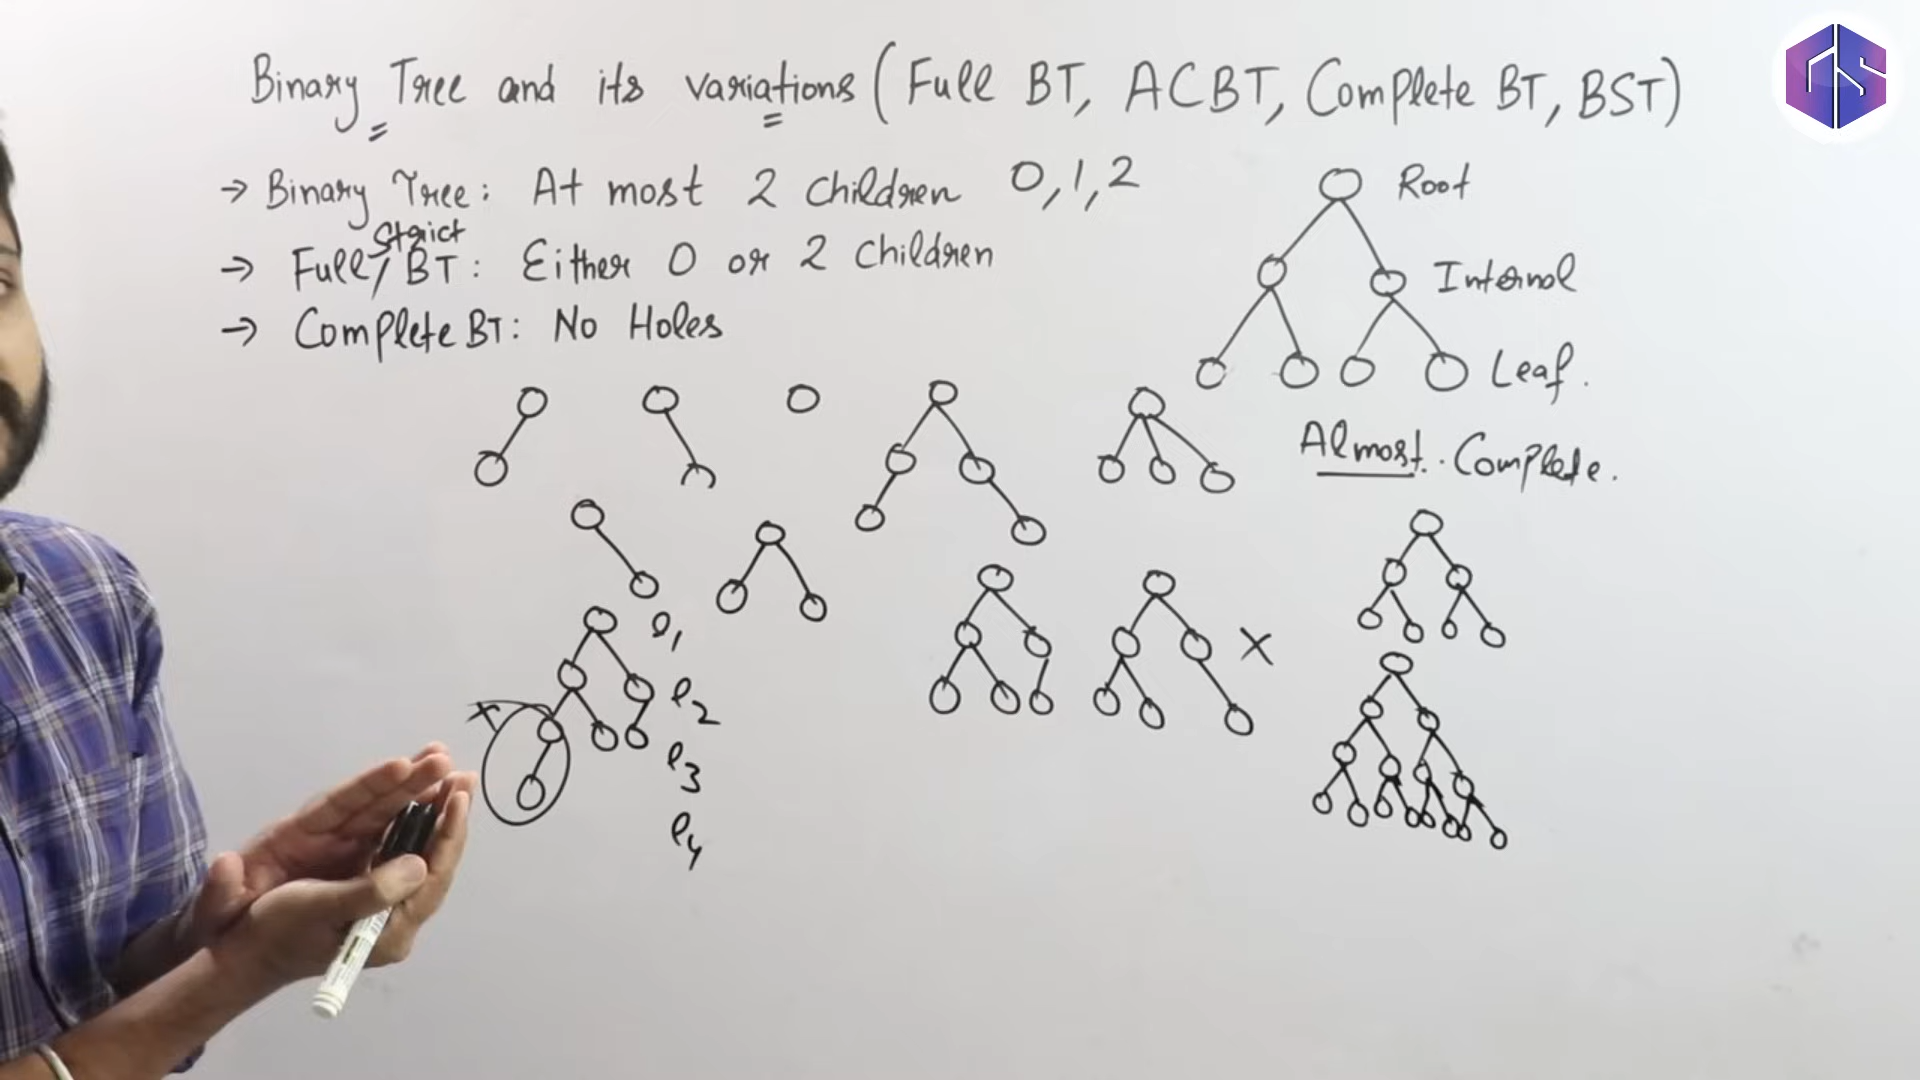 Binary Tree and its variations (Full BT, ACBT, Complete BT, BST)
→ Binary Tree: At most 2 children 0,1,2
→ Full/Strict BT: Either 0 or 2 children
→ Complete BT: No Holes
Root
Internal
Leaf.
Almost. Complete.
l1
l2
l3
l4
x
x